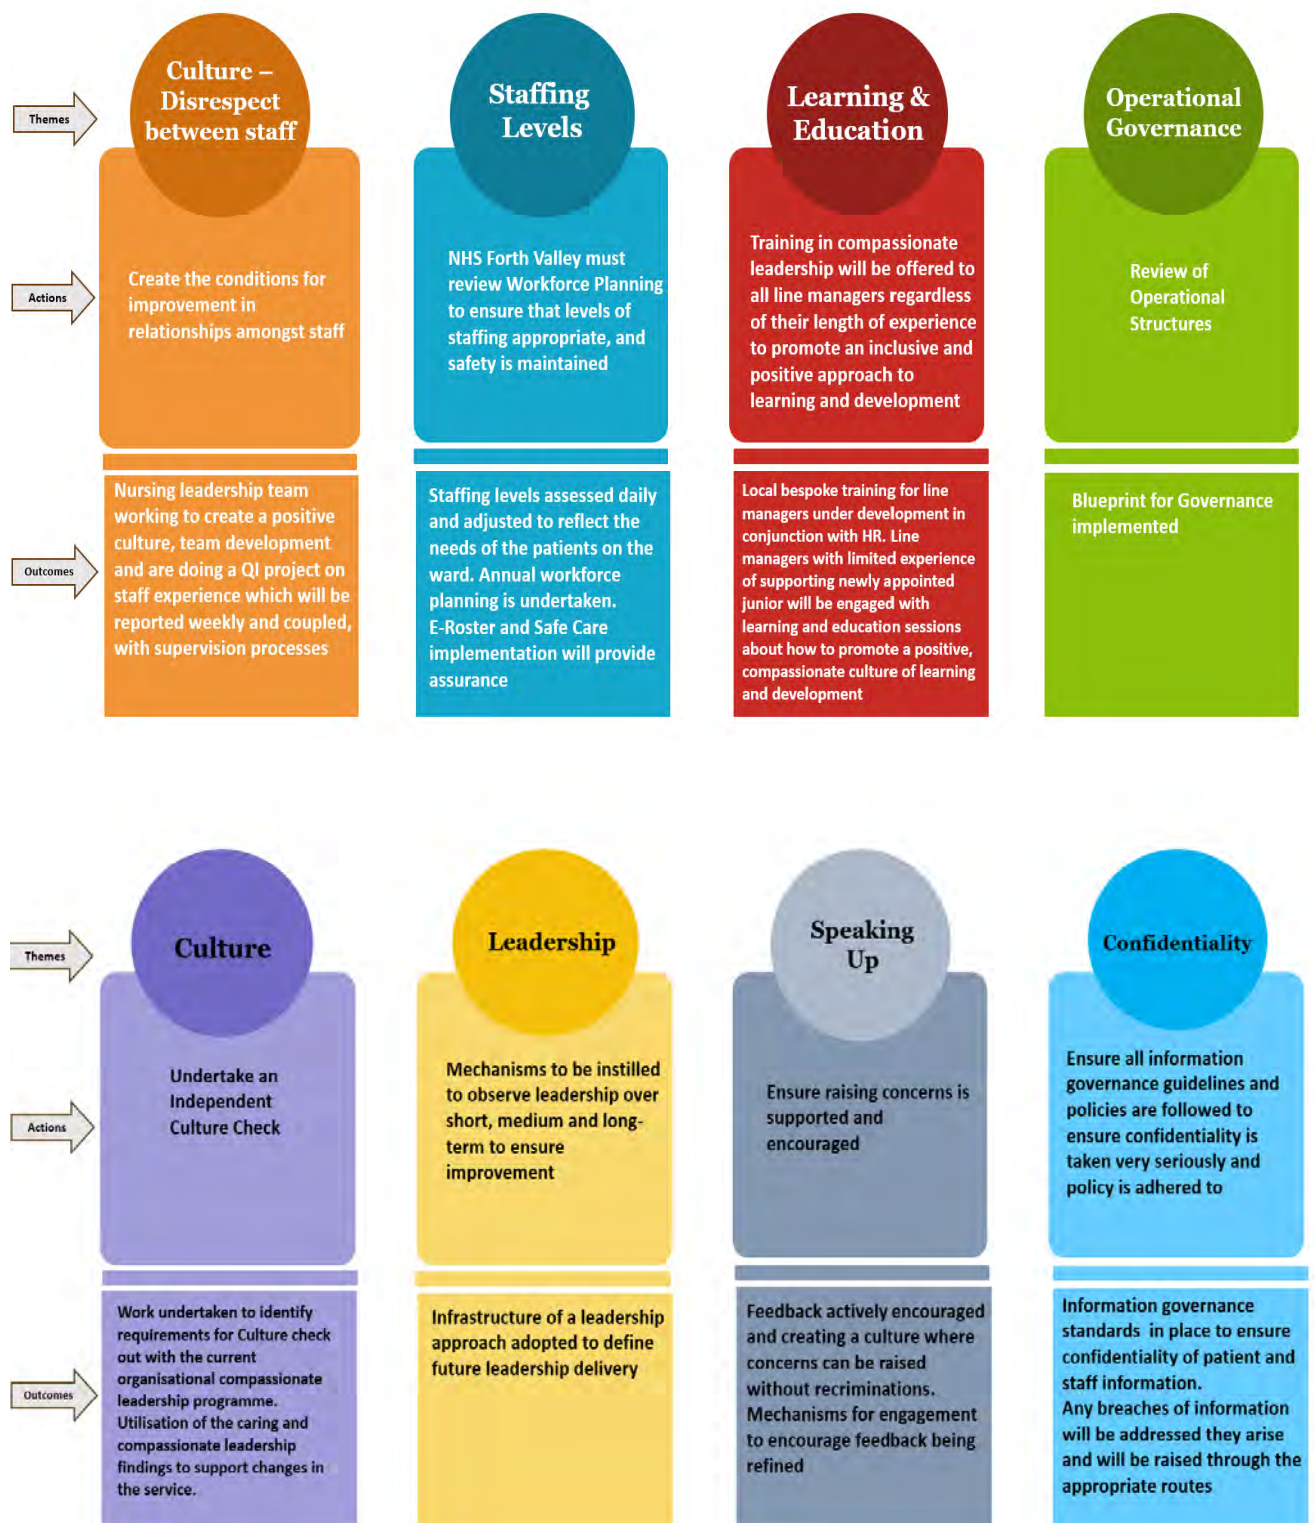 Themes
Culture –
Disrespect
between staff
Staffing
Levels
Learning &
Education
Operational
Governance
Actions
Create the conditions for
improvement in
relationships amongst staff
NHS Forth Valley must
review Workforce Planning
to ensure that levels of
staffing appropriate, and
safety is maintained
Training in compassionate
leadership will be offered to
all line managers regardless
of their length of experience
to promote an inclusive and
positive approach to
learning and development
Review of
Operational
Structures
Outcomes
Nursing leadership team
working to create a positive
culture, team development
and are doing a QI project on
staff experience which will be
reported weekly and coupled,
with supervision processes
Staffing levels assessed daily
and adjusted to reflect the
needs of the patients on the
ward. Annual workforce
planning is undertaken.
E-Roster and Safe Care
implementation will provide
assurance
Local bespoke training for line
managers under development in
conjunction with HR. Line
managers with limited experience
of supporting newly appointed
junior will be engaged with
learning and education sessions
about how to promote a positive,
compassionate culture of learning
and development
Blueprint for Governance
implemented
Themes
Culture
Leadership
Speaking
Up
Confidentiality
Actions
Undertake an
Independent
Culture Check
Mechanisms to be instilled
to observe leadership over
short, medium and long-
term to ensure
improvement
Ensure raising concerns is
supported and
encouraged
Ensure all information
governance guidelines and
policies are followed to
ensure confidentiality is
taken very seriously and
policy is adhered to
Outcomes
Work undertaken to identify
requirements for Culture check
out with the current
organisational compassionate
leadership programme.
Utilisation of the caring and
compassionate leadership
findings to support changes in
the service.
Infrastructure of a leadership
approach adopted to define
future leadership delivery
Feedback actively encouraged
and creating a culture where
concerns can be raised
without recriminations.
Mechanisms for engagement
to encourage feedback being
refined
Information governance
standards in place to ensure
confidentiality of patient and
staff information.
Any breaches of information
will be addressed they arise
and will be raised through the
appropriate routes